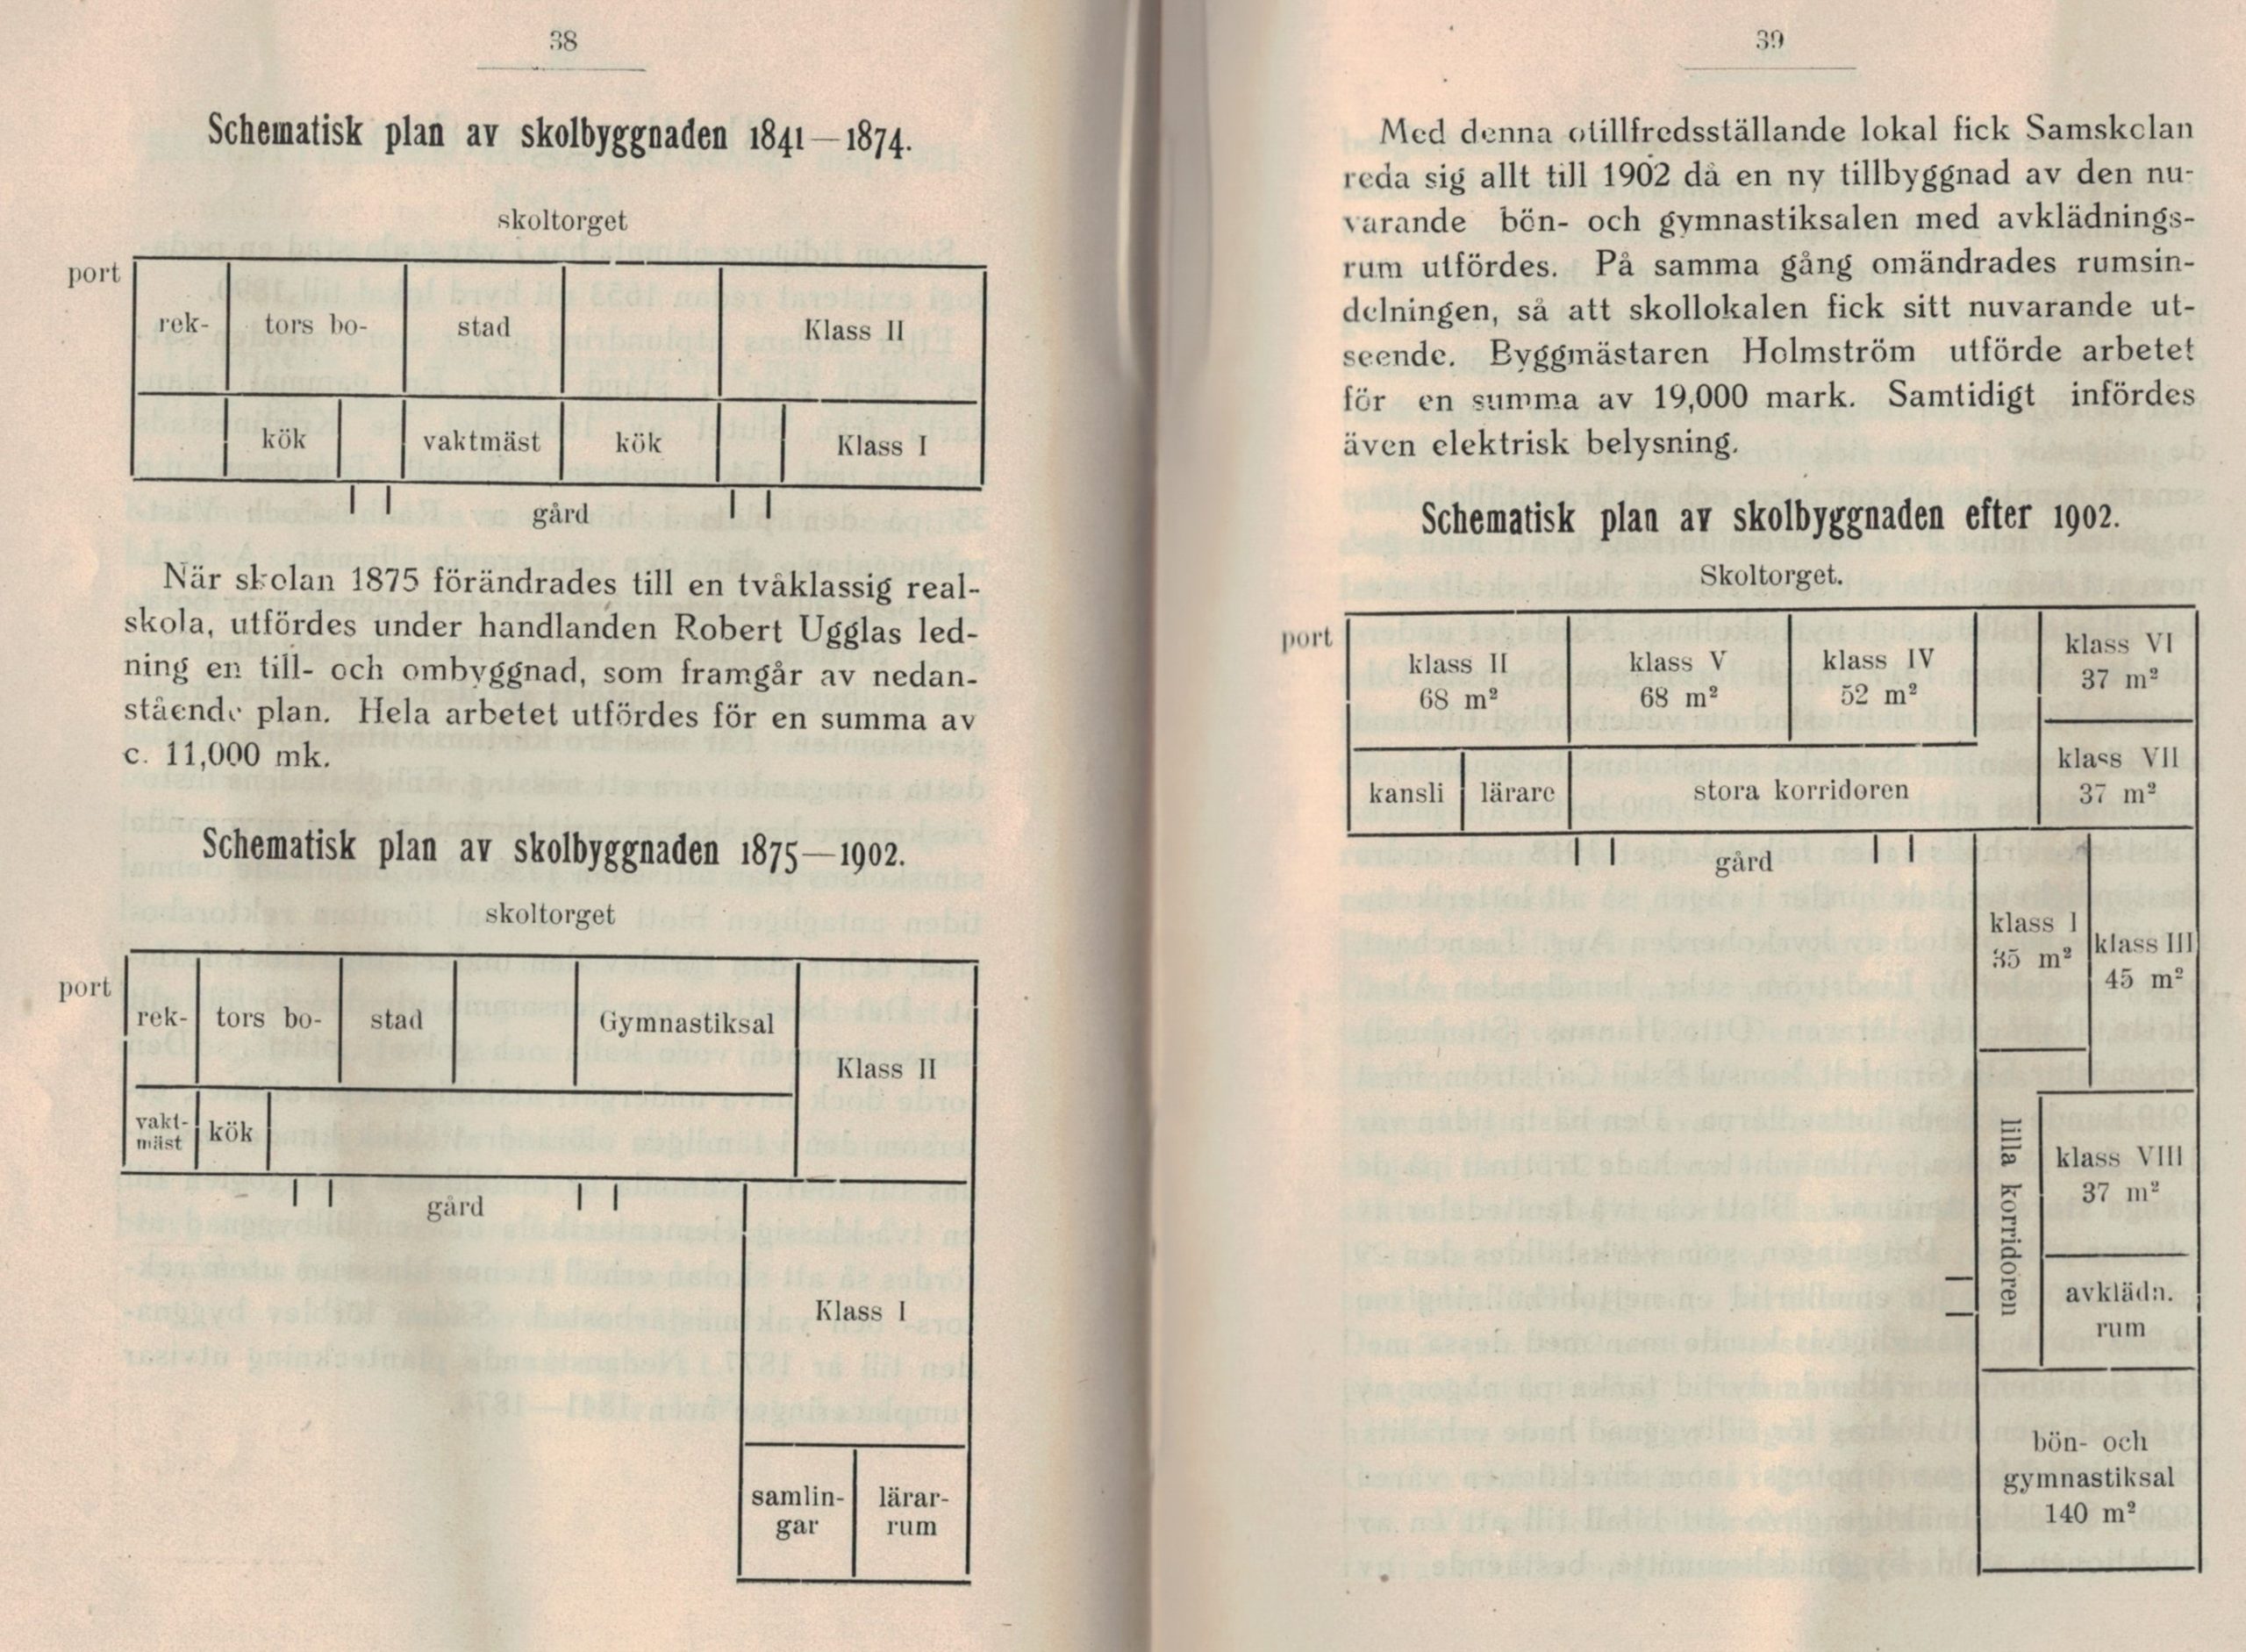 38
Schematisk plan av skolbyggnaden 1841—1874.
skoltorget
port
rek-
tors bo-
stad
Klass II
kök
vaktmäst
kök
Klass I
gård
När skolan 1875 förändrades till en tvåklassig real-
skola, utfördes under handlanden Robert Ugglas led-
ning en till- och ombyggnad, som framgår av nedan-
stående plan. Hela arbetet utfördes för en summa av
c. 11,000 mk.
Schematisk plan av skolbyggnaden 1875—1902.
skoltorget
port
rek-
tors bo-
stad
Gymnastiksal
Klass II
vakt-
mäst
kök
gård
Klass I
samlin-
gar
lärar-
rum
39
Med denna otillfredsställande lokal fick Samskolan
reda sig allt till 1902 då en ny tillbyggnad av den nu-
varande bön- och gymnastiksalen med avklädnings-
rum utfördes. På samma gång omändrades rumsin-
delningen, så att skollokalen fick sitt nuvarande ut-
seende. Byggmästaren Holmström utförde arbetet
för en summa av 19,000 mark. Samtidigt infördes
även elektrisk belysning.
Schematisk plan av skolbyggnaden efter 1902.
Skoltorget.
port
klass II
68 m²
klass V
68 m²
klass IV
52 m²
klass VI
37 m²
klass VII
37 m²
kansli
lärare
stora korridoren
gård
klass I
35 m²
klass III
45 m²
lilla korridoren
klass VIII
37 m²
avklädn.
rum
bön- och
gymnastiksal
140 m²